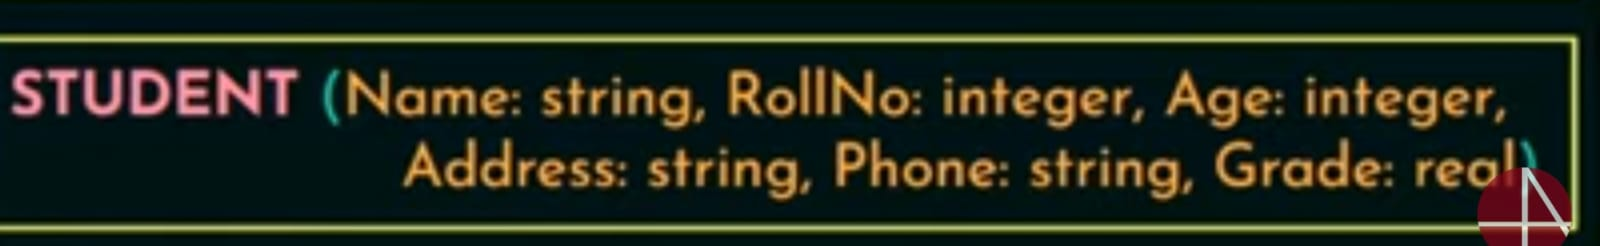 STUDENT (Name: string, RollNo: integer, Age: integer,
Address: string, Phone: string, Grade: real)